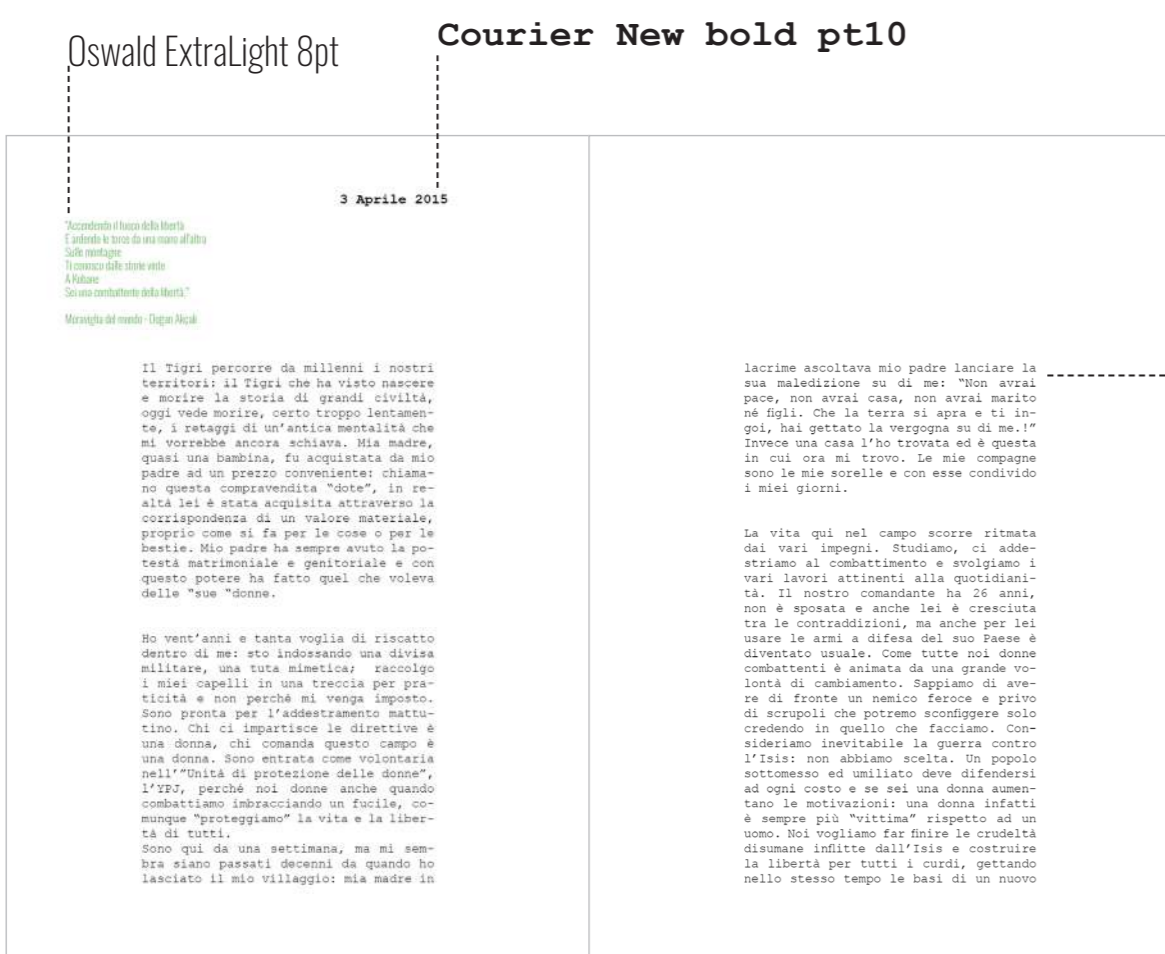 Oswald ExtraLight 8pt
Courier New bold pt10
3 Aprile 2015
"Accendendo il fuoco della libertà
E ardendo le torce da una mano all'altra
Sulle montagne
Ti conosco dalle storie vinte
A Kobane
Sei una combattente della libertà."
Meraviglia del mondo - Dogan Akçali
Il Tigri percorre da millenni i nostri
territori: il Tigri che ha visto nascere
e morire la storia di grandi civiltà,
oggi vede morire, certo troppo lentamen-
te, i retaggi di un'antica mentalità che
mi vorrebbe ancora schiava. Mia madre,
quasi una bambina, fu acquistata da mio
padre ad un prezzo conveniente: chiama-
no questa compravendita "dote", in re-
altà lei è stata acquisita attraverso la
corrispondenza di un valore materiale,
proprio come si fa per le cose o per le
bestie. Mio padre ha sempre avuto la po-
testà matrimoniale e genitoriale e con
questo potere ha fatto quel che voleva
delle "sue "donne.
Ho vent'anni e tanta voglia di riscatto
dentro di me: sto indossando una divisa
militare, una tuta mimetica; raccolgo
i miei capelli in una treccia per pra-
ticità e non perché mi venga imposto.
Sono pronta per l'addestramento mattu-
tino. Chi ci impartisce le direttive è
una donna, chi comanda questo campo è
una donna. Sono entrata come volontaria
nell'"Unità di protezione delle donne",
l'YPJ, perché noi donne anche quando
combattiamo imbracciando un fucile, co-
munque "proteggiamo" la vita e la liber-
tà di tutti.
Sono qui da una settimana, ma mi sem-
bra siano passati decenni da quando ho
lasciato il mio villaggio: mia madre in
lacrime ascoltava mio padre lanciare la
sua maledizione su di me: "Non avrai
pace, non avrai casa, non avrai marito
né figli. Che la terra si apra e ti in-
goi, hai gettato la vergogna su di me.!"
Invece una casa l'ho trovata ed è questa
in cui ora mi trovo. Le mie compagne
sono le mie sorelle e con esse condivido
i miei giorni.
La vita qui nel campo scorre ritmata
dai vari impegni. Studiamo, ci adde-
striamo al combattimento e svolgiamo i
vari lavori attinenti alla quotidiani-
tà. Il nostro comandante ha 26 anni,
non è sposata e anche lei è cresciuta
tra le contraddizioni, ma anche per lei
usare le armi a difesa del suo Paese è
diventato usuale. Come tutte noi donne
combattenti è animata da una grande vo-
lontà di cambiamento. Sappiamo di ave-
re di fronte un nemico feroce e privo
di scrupoli che potremo sconfiggere solo
credendo in quello che facciamo. Con-
sideriamo inevitabile la guerra contro
l'Isis: non abbiamo scelta. Un popolo
sottomesso ed umiliato deve difendersi
ad ogni costo e se sei una donna aumen-
tano le motivazioni: una donna infatti
è sempre più "vittima" rispetto ad un
uomo. Noi vogliamo far finire le crudeltà
disumane inflitte dall'Isis e costruire
la libertà per tutti i curdi, gettando
nello stesso tempo le basi di un nuovo